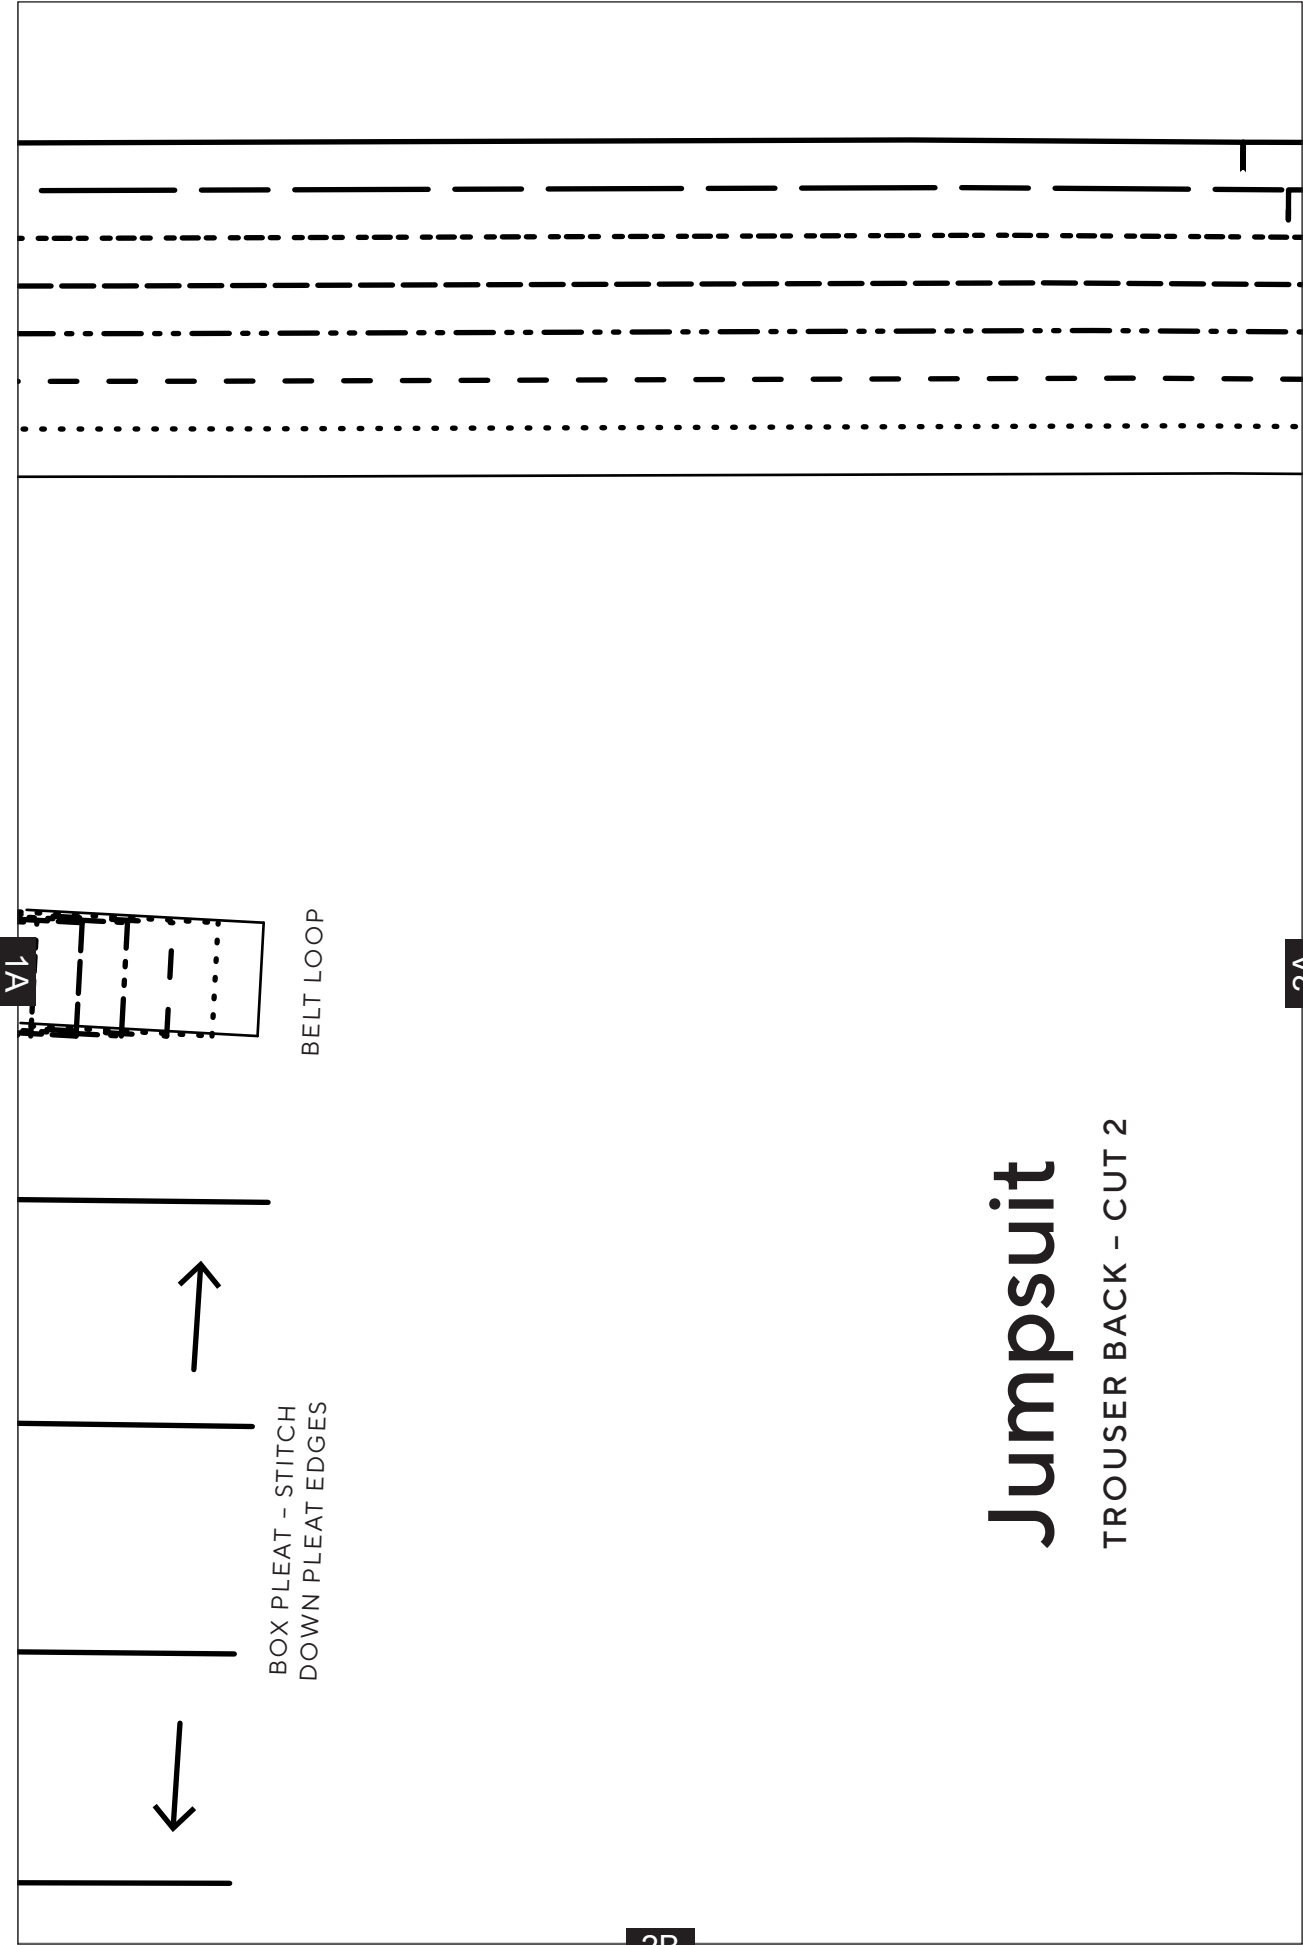 1A
BELT LOOP
BOX PLEAT – STITCH
DOWN PLEAT EDGES
Jumpsuit
TROUSER BACK – CUT 2